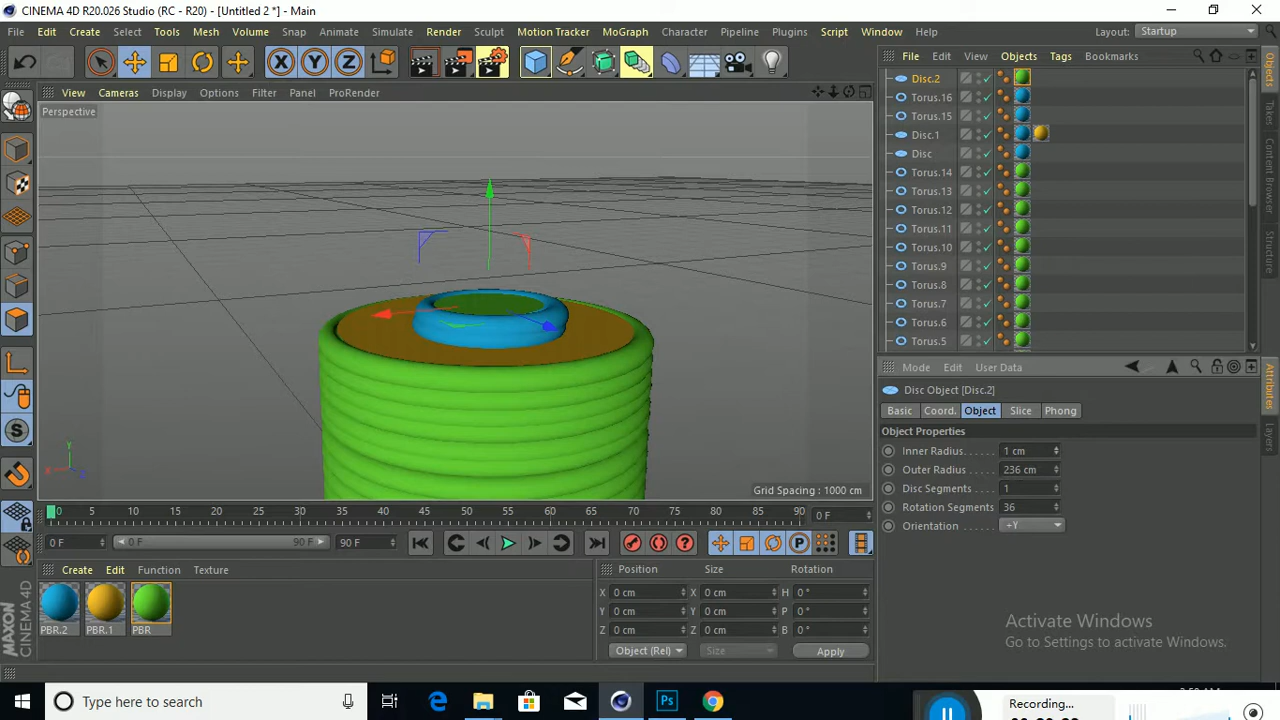 CINEMA 4D R20.026 Studio (RC - R20) - [Untitled 2 *] - Main
File Edit Create Select Tools Mesh Volume Snap Animate Simulate Render Sculpt Motion Tracker MoGraph Character Pipeline Plugins Script Window Help Layout: Startup
X Y Z
File Edit View Objects Tags Bookmarks
View Cameras Display Options Filter Panel ProRender
Perspective
Disc.2
Torus.16
Torus.15
Disc.1
Disc
Torus.14
Torus.13
Torus.12
Torus.11
Torus.10
Torus.9
Torus.8
Torus.7
Torus.6
Torus.5
Objects
Takes
Content Browser
Structure
Mode Edit User Data
Disc Object [Disc.2]
Basic Coord. Object Slice Phong
Object Properties
Inner Radius. . . . . . 1 cm
Outer Radius . . . . . 236 cm
Disc Segments . . . . 1
Rotation Segments 36
Orientation . . . . . . . +Y
Attributes
Layers
Y
Grid Spacing : 1000 cm
0 5 10 15 20 25 30 35 40 45 50 55 60 65 70 75 80 85 90 0 F
0 F 0 F 90 F 90 F
Create Edit Function Texture
PBR.2 PBR.1 PBR
Position Size Rotation
X 0 cm X 0 cm H 0 °
Y 0 cm Y 0 cm P 0 °
Z 0 cm Z 0 cm B 0 °
Object (Rel) Size Apply
MAXON
CINEMA 4D
Activate Windows
Go to Settings to activate Windows.
Type here to search
Ps
Recording...